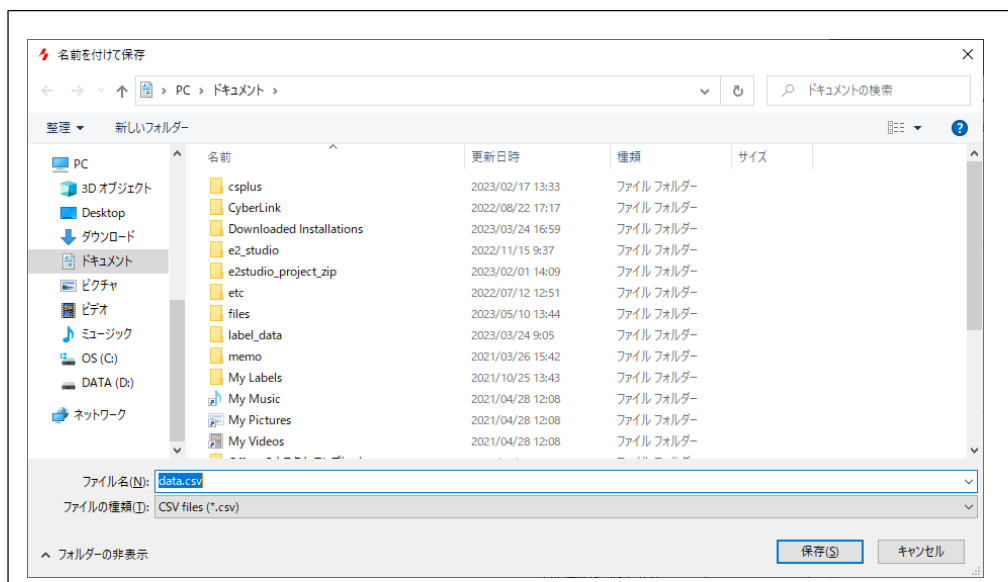 名前を付けて保存
PC › ドキュメント ›
ドキュメントの検索
整理 新しいフォルダー
名前 更新日時 種類 サイズ
PC
3D オブジェクト
Desktop
ダウンロード
ドキュメント
ピクチャ
ビデオ
ミュージック
OS (C:)
DATA (D:)
ネットワーク
csplus 2023/02/17 13:33 ファイル フォルダー
CyberLink 2022/08/22 17:17 ファイル フォルダー
Downloaded Installations 2023/03/24 16:59 ファイル フォルダー
e2_studio 2022/11/15 9:37 ファイル フォルダー
e2studio_project_zip 2023/02/01 14:09 ファイル フォルダー
etc 2022/07/12 12:51 ファイル フォルダー
files 2023/05/10 13:44 ファイル フォルダー
label_data 2023/03/24 9:05 ファイル フォルダー
memo 2021/03/26 15:42 ファイル フォルダー
My Labels 2021/10/25 13:43 ファイル フォルダー
My Music 2021/04/28 12:08 ファイル フォルダー
My Pictures 2021/04/28 12:08 ファイル フォルダー
My Videos 2021/04/28 12:08 ファイル フォルダー
ファイル名(N): data.csv
ファイルの種類(T): CSV files (*.csv)
フォルダーの非表示
保存(S) キャンセル